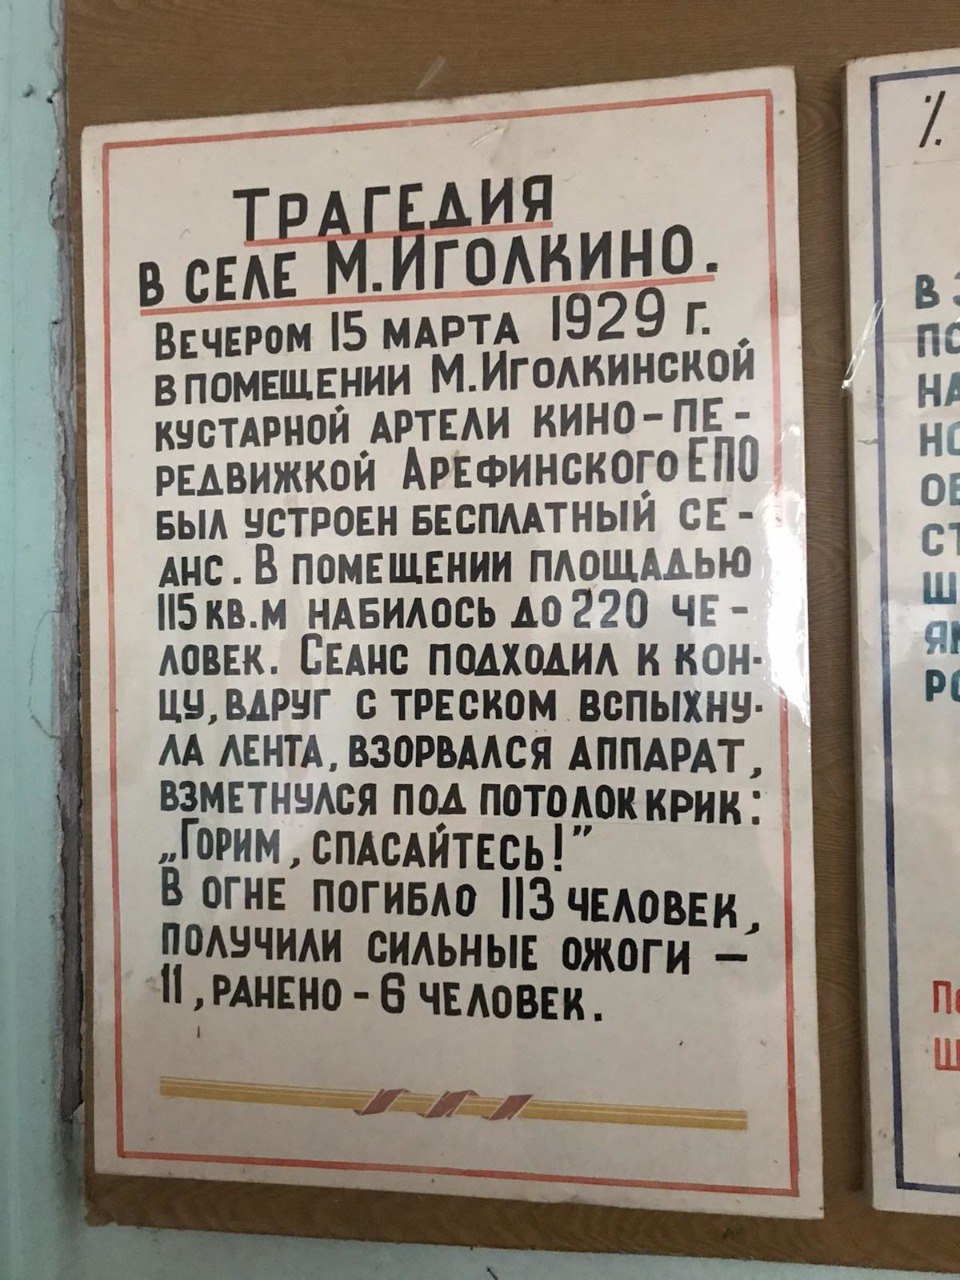 ТРАГЕДИЯ
В СЕЛЕ М.ИГОЛКИНО.
ВЕЧЕРОМ 15 МАРТА 1929 Г.
В ПОМЕЩЕНИИ М.ИГОЛКИНСКОЙ
КУСТАРНОЙ АРТЕЛИ КИНО-ПЕ-
РЕДВИЖКОЙ АРЕФИНСКОГО ЕПО
БЫЛ УСТРОЕН БЕСПЛАТНЫЙ СЕ-
АНС. В ПОМЕЩЕНИИ ПЛОЩАДЬЮ
115 КВ.М НАБИЛОСЬ ДО 220 ЧЕ-
ЛОВЕК. СЕАНС ПОДХОДИЛ К КОН-
ЦУ, ВДРУГ С ТРЕСКОМ ВСПЫХНУ-
ЛА ЛЕНТА, ВЗОРВАЛСЯ АППАРАТ,
ВЗМЕТНУЛСЯ ПОД ПОТОЛОК КРИК:
„ГОРИМ, СПАСАЙТЕСЬ!"
В ОГНЕ ПОГИБЛО 113 ЧЕЛОВЕК,
ПОЛУЧИЛИ СИЛЬНЫЕ ОЖОГИ —
11, РАНЕНО - 6 ЧЕЛОВЕК.